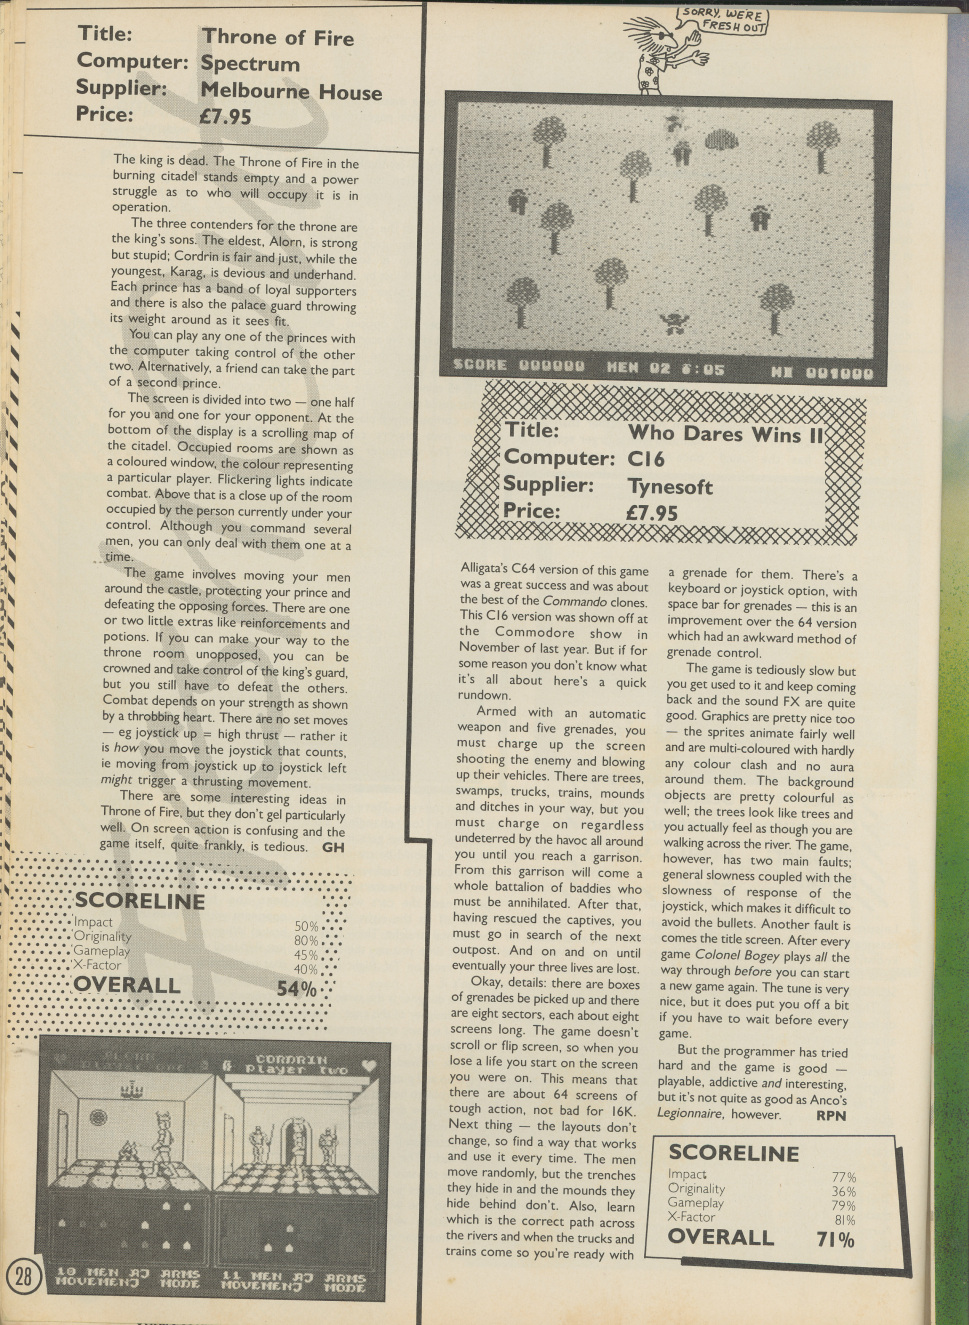 Title: Throne of Fire
Computer: Spectrum
Supplier: Melbourne House
Price: £7.95
The king is dead. The Throne of Fire in the
burning citadel stands empty and a power
struggle as to who will occupy it is in
operation.
The three contenders for the throne are
the king's sons. The eldest, Alorn, is strong
but stupid; Cordrin is fair and just, while the
youngest, Karag, is devious and underhand.
Each prince has a band of loyal supporters
and there is also the palace guard throwing
its weight around as it sees fit.
You can play any one of the princes with
the computer taking control of the other
two. Alternatively, a friend can take the part
of a second prince.
The screen is divided into two — one half
for you and one for your opponent. At the
bottom of the display is a scrolling map of
the citadel. Occupied rooms are shown as
a coloured window, the colour representing
a particular player. Flickering lights indicate
combat. Above that is a close up of the room
occupied by the person currently under your
control. Although you command several
men, you can only deal with them one at a
time.
The game involves moving your men
around the castle, protecting your prince and
defeating the opposing forces. There are one
or two little extras like reinforcements and
potions. If you can make your way to the
throne room unopposed, you can be
crowned and take control of the king's guard,
but you still have to defeat the others.
Combat depends on your strength as shown
by a throbbing heart. There are no set moves
— eg joystick up = high thrust — rather it
is how you move the joystick that counts,
ie moving from joystick up to joystick left
might trigger a thrusting movement.
There are some interesting ideas in
Throne of Fire, but they don't gel particularly
well. On screen action is confusing and the
game itself, quite frankly, is tedious. GH
SCORELINE
Impact 50%
Originality 80%
Gameplay 45%
X-Factor 40%
OVERALL 54%
CORDRIN
player two
10 MEN
ARMS
MOVEMENT
MODE
11 MEN
ARMS
MOVEMENT
MODE
28
SORRY, WE'RE
FRESH OUT
SCORE 000000 MEN 02 6:05 HI 001000
Title: Who Dares Wins II
Computer: C16
Supplier: Tynesoft
Price: £7.95
Alligata's C64 version of this game
was a great success and was about
the best of the Commando clones.
This C16 version was shown off at
the Commodore show in
November of last year. But if for
some reason you don't know what
it's all about here's a quick
rundown.
Armed with an automatic
weapon and five grenades, you
must charge up the screen
shooting the enemy and blowing
up their vehicles. There are trees,
swamps, trucks, trains, mounds
and ditches in your way, but you
must charge on regardless
undeterred by the havoc all around
you until you reach a garrison.
From this garrison will come a
whole battalion of baddies who
must be annihilated. After that,
having rescued the captives, you
must go in search of the next
outpost. And on and on until
eventually your three lives are lost.
Okay, details: there are boxes
of grenades be picked up and there
are eight sectors, each about eight
screens long. The game doesn't
scroll or flip screen, so when you
lose a life you start on the screen
you were on. This means that
there are about 64 screens of
tough action, not bad for 16K.
Next thing — the layouts don't
change, so find a way that works
and use it every time. The men
move randomly, but the trenches
they hide in and the mounds they
hide behind don't. Also, learn
which is the correct path across
the rivers and when the trucks and
trains come so you're ready with
a grenade for them. There's a
keyboard or joystick option, with
space bar for grenades — this is an
improvement over the 64 version
which had an awkward method of
grenade control.
The game is tediously slow but
you get used to it and keep coming
back and the sound FX are quite
good. Graphics are pretty nice too
— the sprites animate fairly well
and are multi-coloured with hardly
any colour clash and no aura
around them. The background
objects are pretty colourful as
well; the trees look like trees and
you actually feel as though you are
walking across the river. The game,
however, has two main faults;
general slowness coupled with the
slowness of response of the
joystick, which makes it difficult to
avoid the bullets. Another fault is
comes the title screen. After every
game Colonel Bogey plays all the
way through before you can start
a new game again. The tune is very
nice, but it does put you off a bit
if you have to wait before every
game.
But the programmer has tried
hard and the game is good —
playable, addictive and interesting,
but it's not quite as good as Anco's
Legionnaire, however. RPN
SCORELINE
Impact 77%
Originality 36%
Gameplay 79%
X-Factor 81%
OVERALL 71%